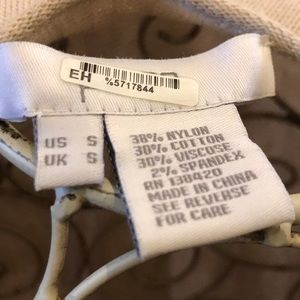 EH
%5717844
US S
UK S
38% NYLON
30% COTTON
30% VISCOSE
2% SPANDEX
RN 138420
MADE IN CHINA
SEE REVERSE
FOR CARE